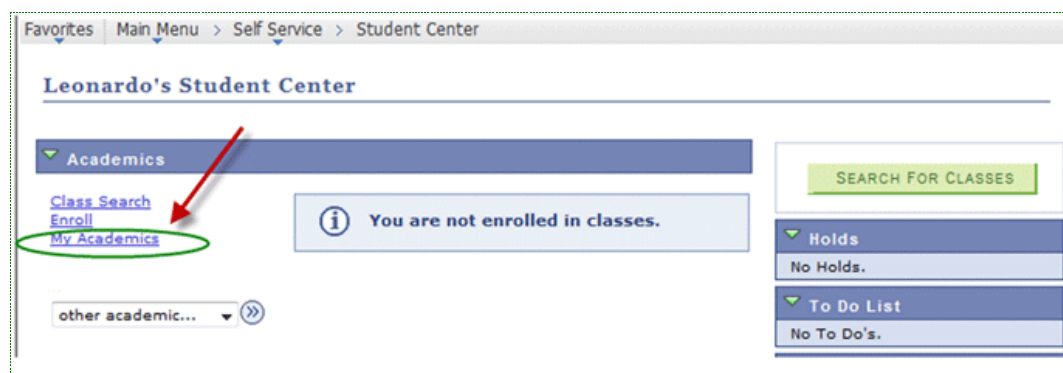 Favorites Main Menu > Self Service > Student Center
Leonardo's Student Center
Academics
Class Search
Enroll
My Academics
i You are not enrolled in classes.
other academic...
SEARCH FOR CLASSES
Holds
No Holds.
To Do List
No To Do's.